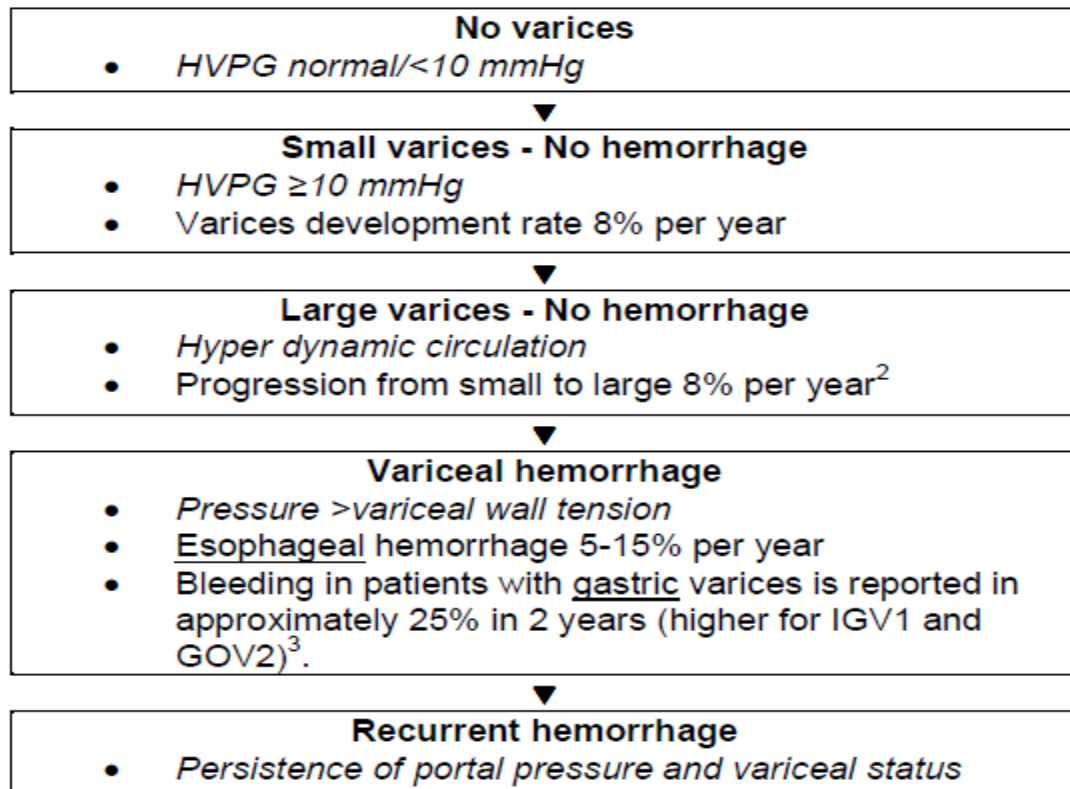 No varices
• HVPG normal/<10 mmHg
▼
Small varices - No hemorrhage
• HVPG ≥10 mmHg
• Varices development rate 8% per year
▼
Large varices - No hemorrhage
• Hyper dynamic circulation
• Progression from small to large 8% per year²
▼
Variceal hemorrhage
• Pressure >variceal wall tension
• Esophageal hemorrhage 5-15% per year
• Bleeding in patients with gastric varices is reported in
approximately 25% in 2 years (higher for IGV1 and
GOV2)³.
▼
Recurrent hemorrhage
• Persistence of portal pressure and variceal status